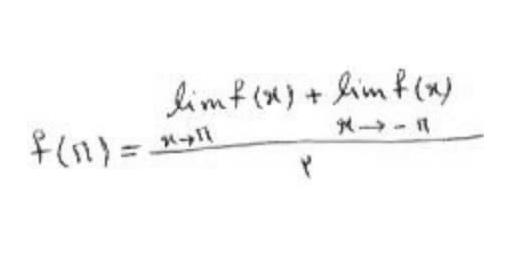 f(π) = lim f(x) + lim f(x)
x→π x→-π
۲